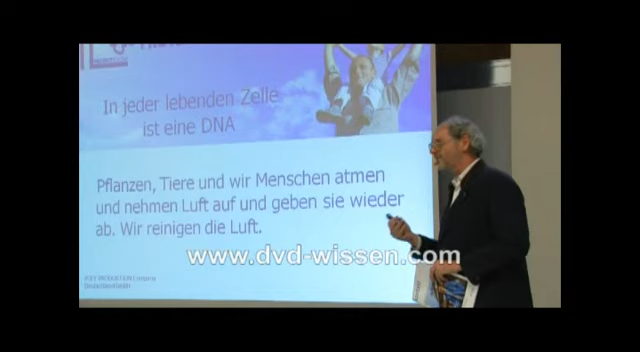 In jeder lebenden Zelle
ist eine DNA
Pflanzen, Tiere und wir Menschen atmen
und nehmen Luft auf und geben sie wieder
ab. Wir reinigen die Luft.
www.dvd-wissen.com